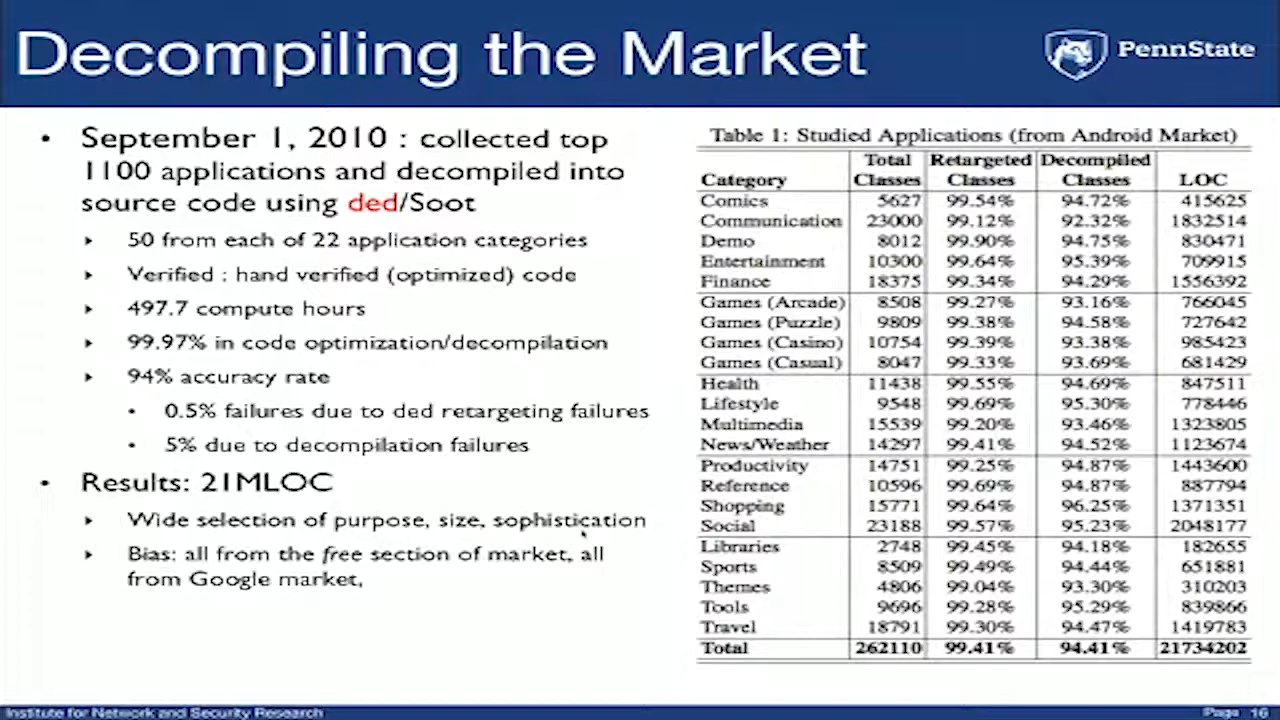 Decompiling the Market
PennState
• September 1, 2010 : collected top
1100 applications and decompiled into
source code using ded/Soot
‣ 50 from each of 22 application categories
‣ Verified : hand verified (optimized) code
‣ 497.7 compute hours
‣ 99.97% in code optimization/decompilation
‣ 94% accuracy rate
• 0.5% failures due to ded retargeting failures
• 5% due to decompilation failures
• Results: 21MLOC
‣ Wide selection of purpose, size, sophistication
‣ Bias: all from the free section of market, all
from Google market,
Table 1: Studied Applications (from Android Market)
Total Retargeted Decompiled
Category Classes Classes Classes LOC
Comics 5627 99.54% 94.72% 415625
Communication 23000 99.12% 92.32% 1832514
Demo 8012 99.90% 94.75% 830471
Entertainment 10300 99.64% 95.39% 709915
Finance 18375 99.34% 94.29% 1556392
Games (Arcade) 8508 99.27% 93.16% 766045
Games (Puzzle) 9809 99.38% 94.58% 727642
Games (Casino) 10754 99.39% 93.38% 985423
Games (Casual) 8047 99.33% 93.69% 681429
Health 11438 99.55% 94.69% 847511
Lifestyle 9548 99.69% 95.30% 778446
Multimedia 15539 99.20% 93.46% 1323805
News/Weather 14297 99.41% 94.52% 1123674
Productivity 14751 99.25% 94.87% 1443600
Reference 10596 99.69% 94.87% 887794
Shopping 15771 99.64% 96.25% 1371351
Social 23188 99.57% 95.23% 2048177
Libraries 2748 99.45% 94.18% 182655
Sports 8509 99.49% 94.44% 651881
Themes 4806 99.04% 93.30% 310203
Tools 9696 99.28% 95.29% 839866
Travel 18791 99.30% 94.47% 1419783
Total 262110 99.41% 94.41% 21734202
Institute for Network and Security Research
Page 16